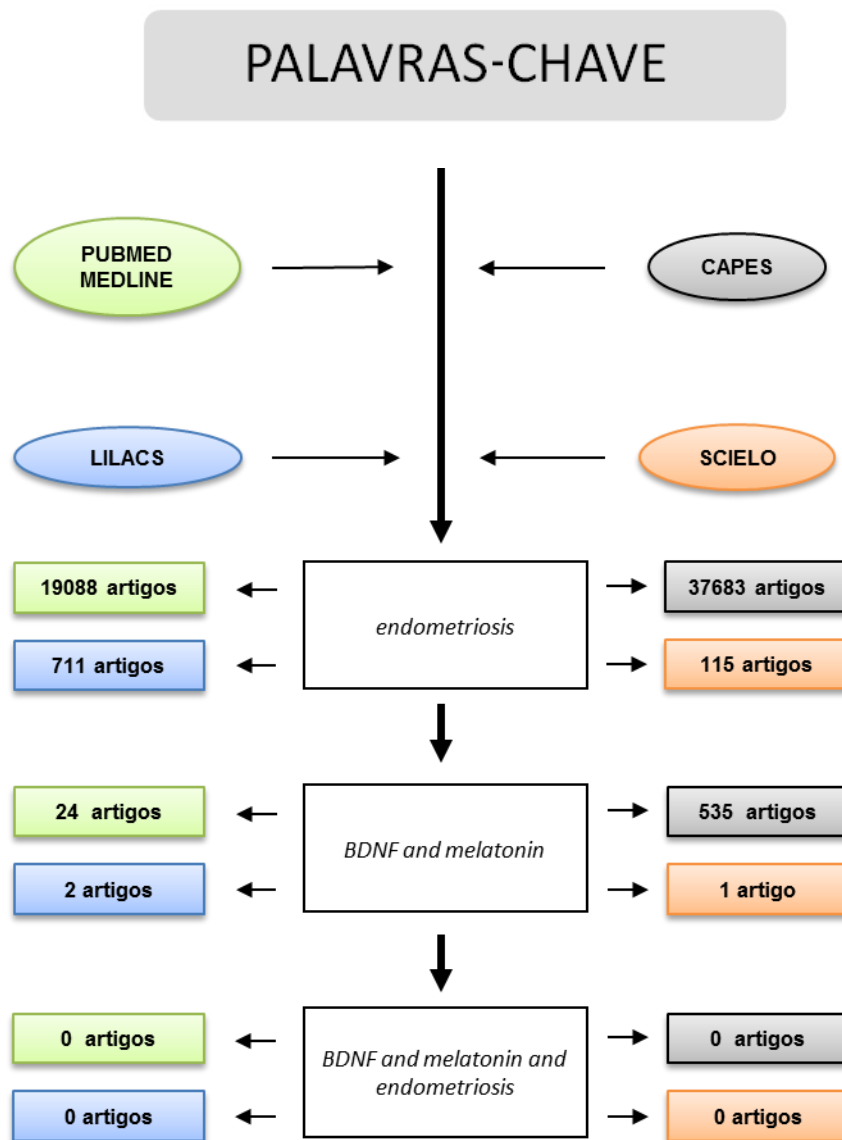 PALAVRAS-CHAVE
PUBMED
MEDLINE
CAPES
LILACS
SCIELO
19088 artigos
endometriosis
37683 artigos
711 artigos
115 artigos
24 artigos
BDNF and melatonin
535 artigos
2 artigos
1 artigo
0 artigos
BDNF and melatonin and
endometriosis
0 artigos
0 artigos
0 artigos